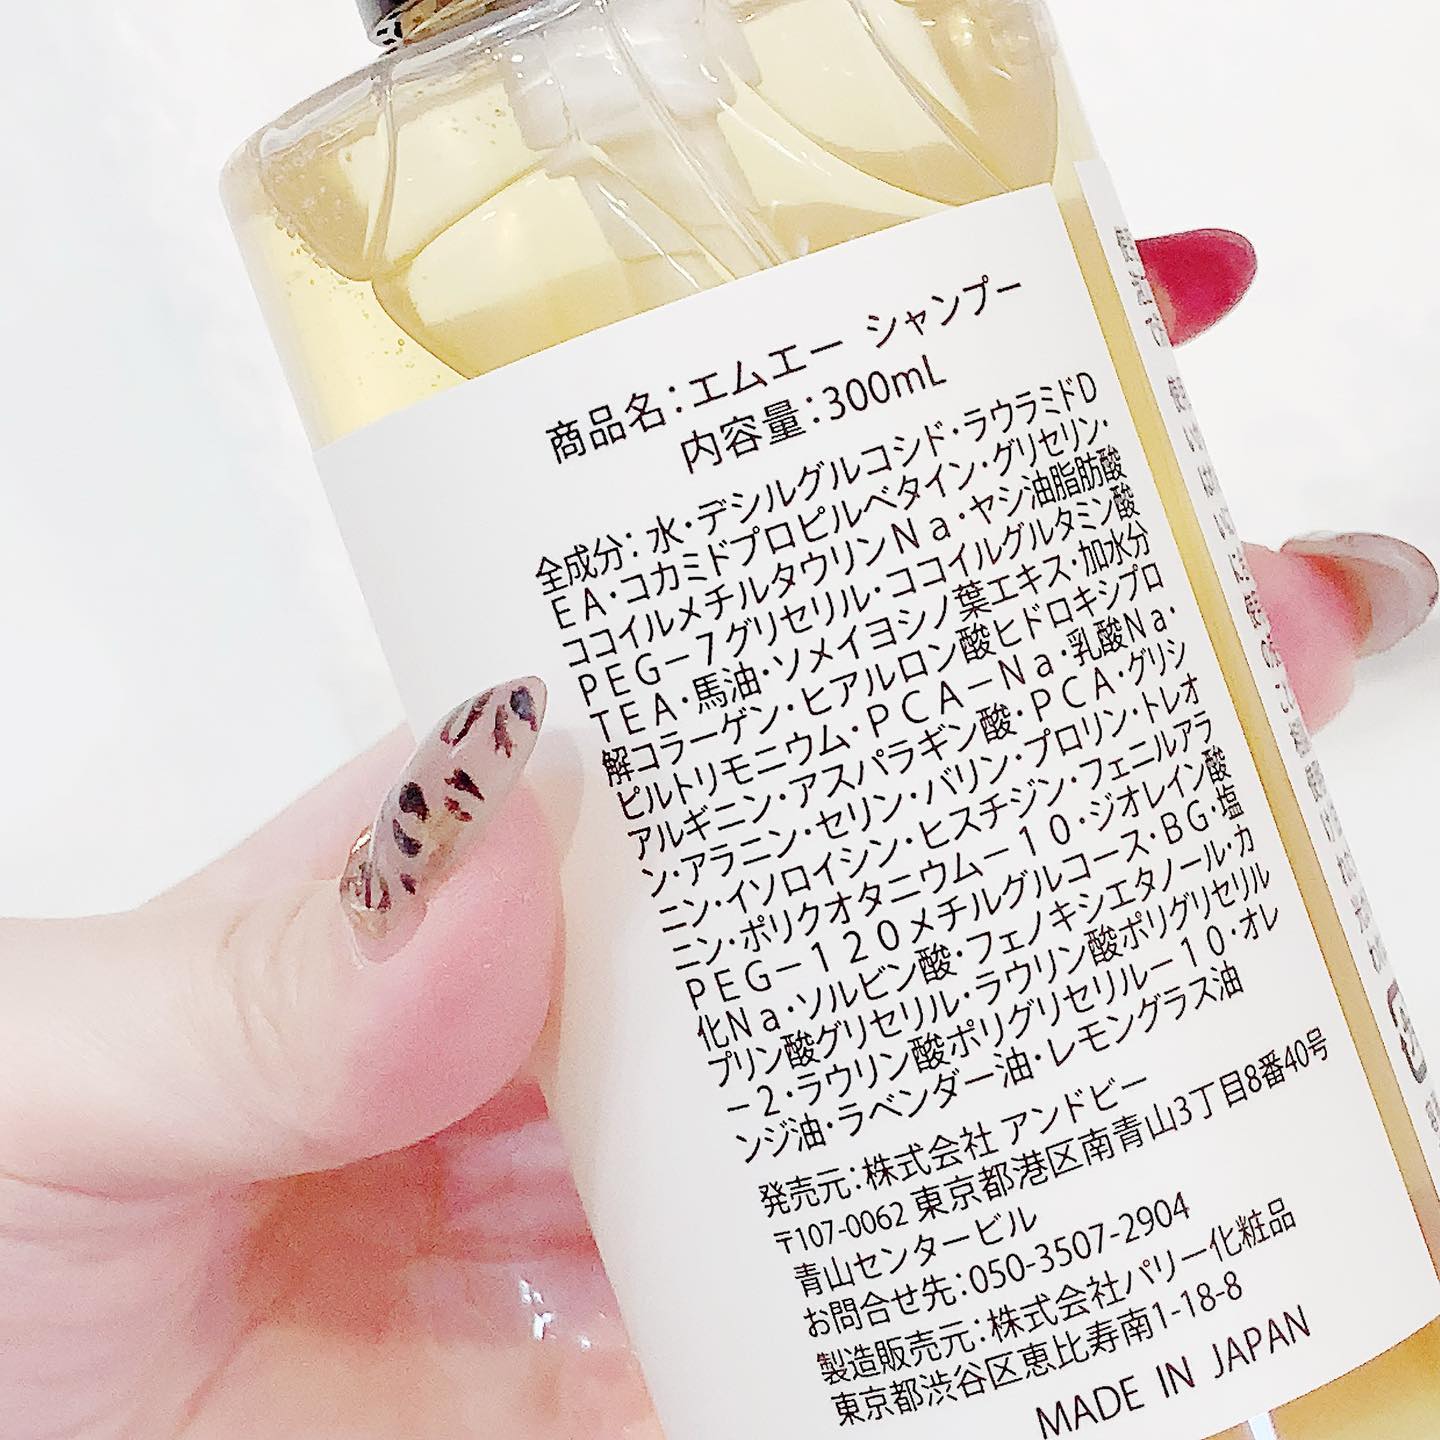 商品名：エムエー シャンプー
内容量：300mL
全成分：水・デシルグルコシド・ラウラミドD
EA・コカミドプロピルベタイン・グリセリン・
ココイルメチルタウリンNa・ヤシ油脂肪酸
PEG－7グリセリル・ココイルグルタミン酸
TEA・馬油・ソメイヨシノ葉エキス・加水分
解コラーゲン・ヒアルロン酸ヒドロキシプロ
ピルトリモニウム・PCA－Na・乳酸Na・
アルギニン・アスパラギン酸・PCA・グリシ
ン・アラニン・セリン・バリン・プロリン・トレオ
ニン・イソロイシン・ヒスチジン・フェニルアラ
ニン・ポリクオタニウム－10・ジオレイン酸
PEG－120メチルグルコース・BG・塩
化Na・ソルビン酸・フェノキシエタノール・カ
プリン酸グリセリル・ラウリン酸ポリグリセリル
－2・ラウリン酸ポリグリセリル－10・オレ
ンジ油・ラベンダー油・レモングラス油
発売元：株式会社 アンドビー
〒107-0062 東京都港区南青山3丁目8番40号
青山センタービル
お問合せ先：050-3507-2904
製造販売元：株式会社パリー化粧品
東京都渋谷区恵比寿南1-18-8
MADE IN JAPAN